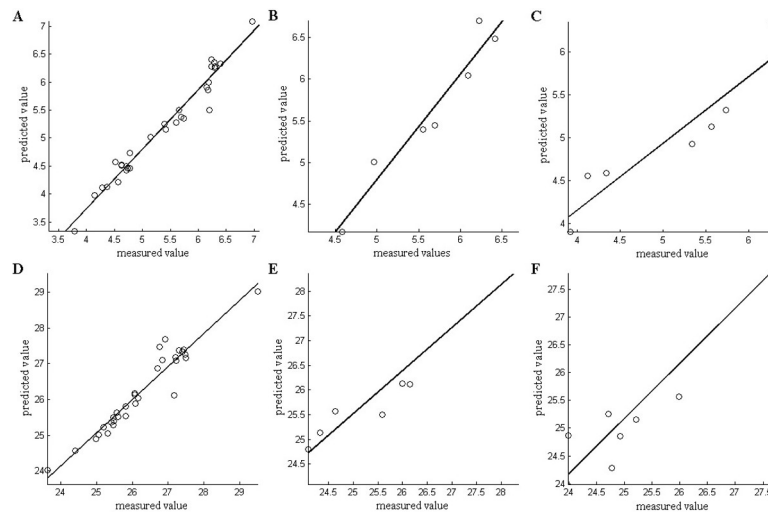 A
predicted value
7
6.5
6
5.5
5
4.5
4
3.5
3.5 4 4.5 5 5.5 6 6.5 7
measured value
B
predicted value
6.5
6
5.5
5
4.5
4.5 5 5.5 6 6.5
measured values
C
predicted value
6
5.5
5
4.5
4
4 4.5 5 5.5 6
measured value
D
predicted value
29
28
27
26
25
24
24 25 26 27 28 29
measured value
E
predicted value
28
27.5
27
26.5
26
25.5
25
24.5
24.5 25 25.5 26 26.5 27 27.5 28
measured value
F
predicted value
27.5
27
26.5
26
25.5
25
24.5
24
24 24.5 25 25.5 26 26.5 27 27.5
measured value